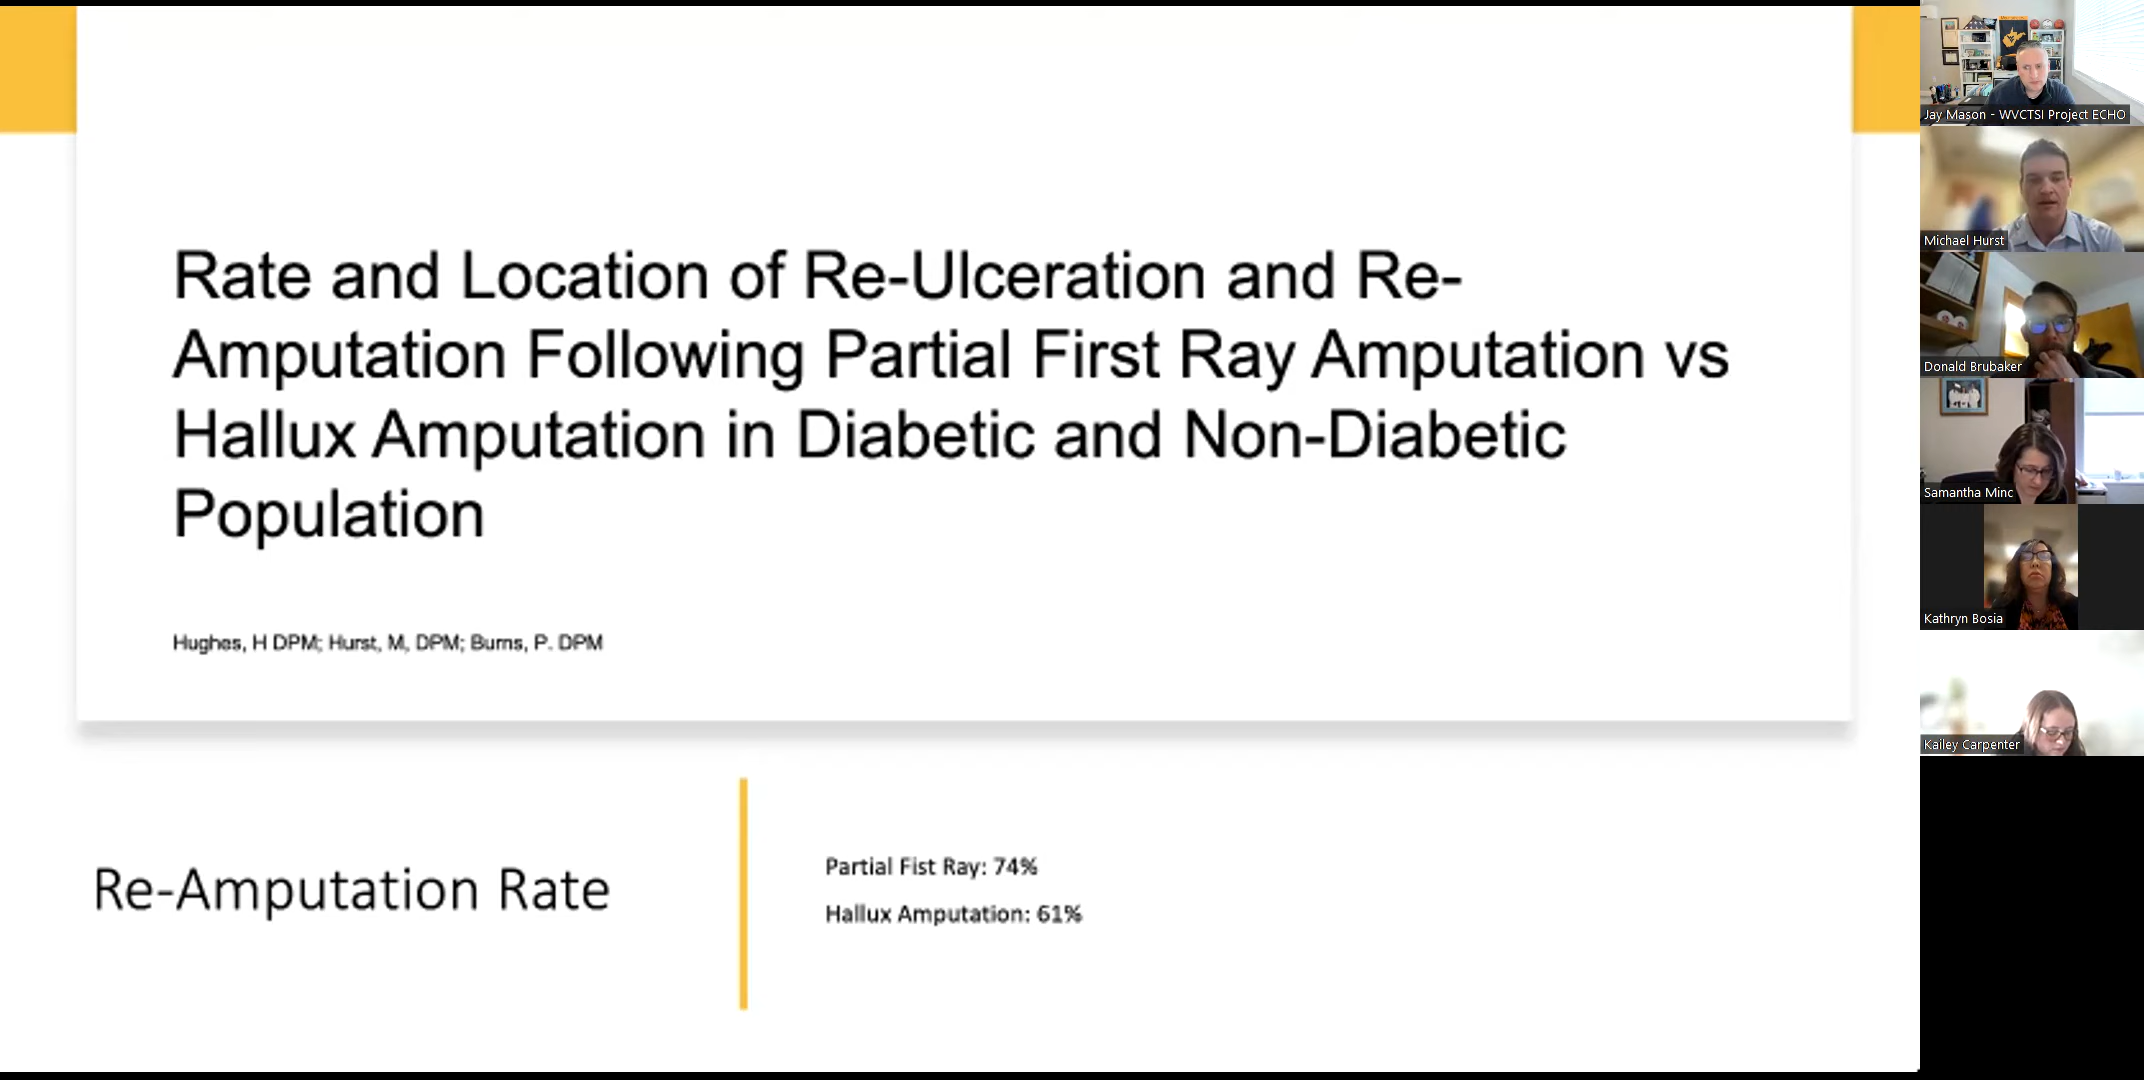 Rate and Location of Re-Ulceration and Re-
Amputation Following Partial First Ray Amputation vs
Hallux Amputation in Diabetic and Non-Diabetic
Population
Hughes, H DPM; Hurst, M, DPM; Burns, P. DPM
Re-Amputation Rate
Partial Fist Ray: 74%
Hallux Amputation: 61%
Jay Mason - WVCTSI Project ECHO
Michael Hurst
Donald Brubaker
Samantha Minc
Kathryn Bosia
Kailey Carpenter